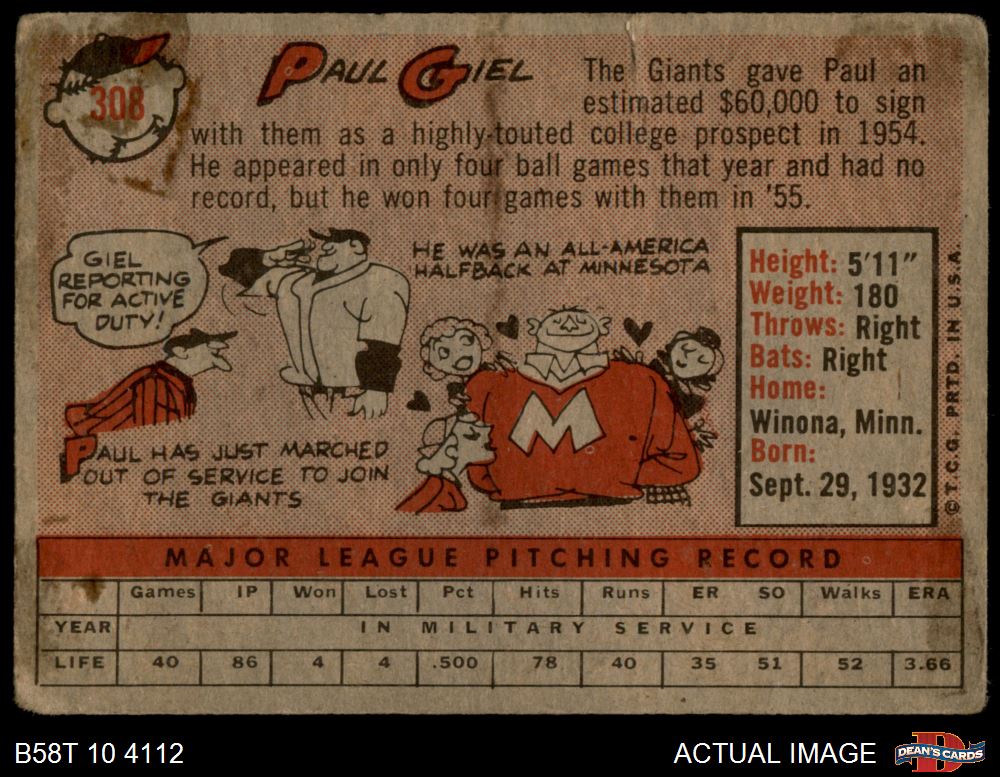 308
PAUL GIEL
The Giants gave Paul an
estimated $60,000 to sign
with them as a highly-touted college prospect in 1954.
He appeared in only four ball games that year and had no
record, but he won four games with them in '55.
GIEL
REPORTING
FOR ACTIVE
DUTY!
HE WAS AN ALL-AMERICA
HALFBACK AT MINNESOTA
M
PAUL HAS JUST MARCHED
OUT OF SERVICE TO JOIN
THE GIANTS
Height: 5'11"
Weight: 180
Throws: Right
Bats: Right
Home:
Winona, Minn.
Born:
Sept. 29, 1932
© T.C.G. PRTD. IN U.S.A.
MAJOR LEAGUE PITCHING RECORD
Games IP Won Lost Pct Hits Runs ER SO Walks ERA
YEAR IN MILITARY SERVICE
LIFE 40 86 4 4 .500 78 40 35 51 52 3.66
B58T 10 4112 ACTUAL IMAGE D DEAN'S CARDS